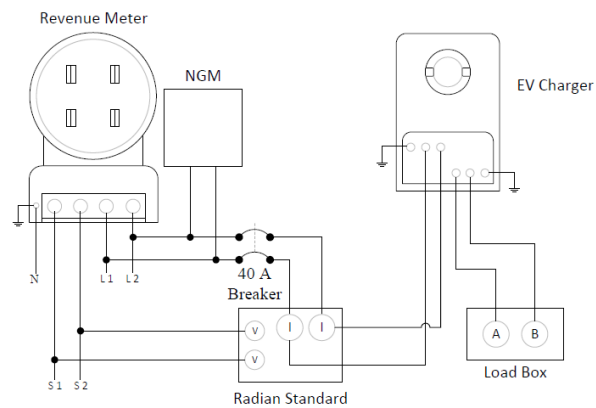 Revenue Meter
NGM
EV Charger
N
L1
L2
40 A
Breaker
V
I
I
V
S1
S2
A
B
Load Box
Radian Standard